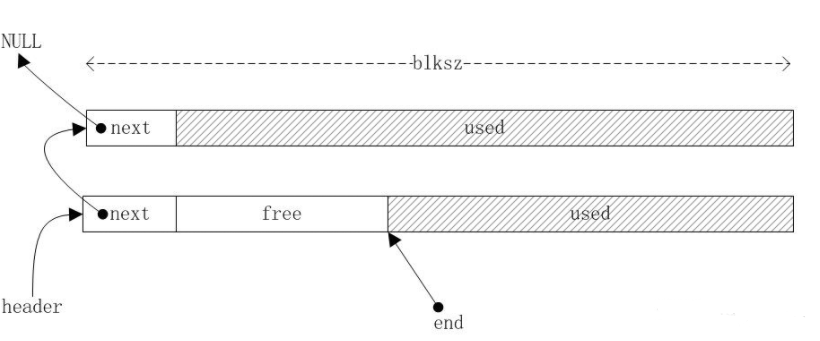 NULL
blksz
next used
next free used
header
end